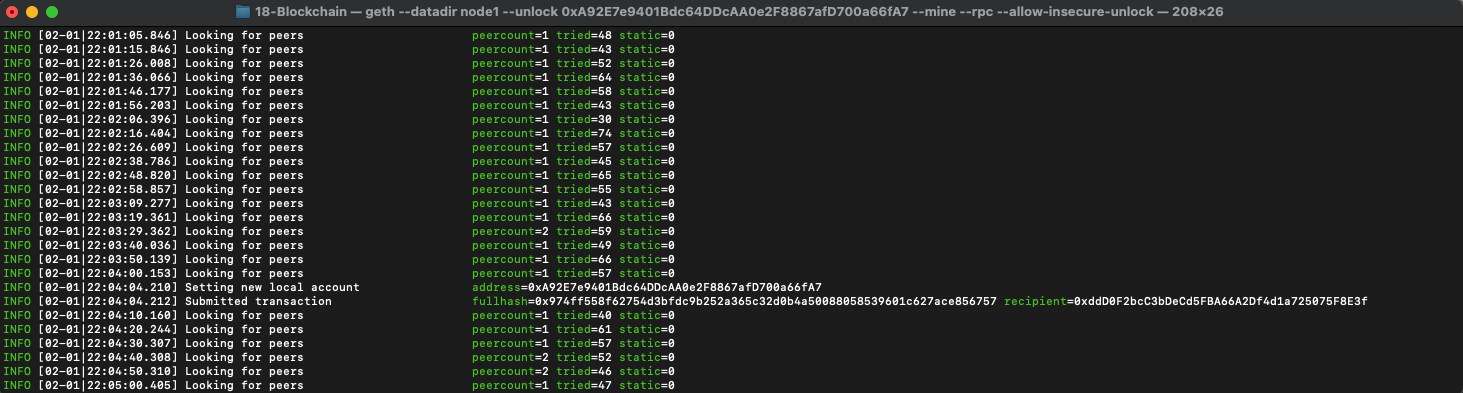 18-Blockchain — geth --datadir node1 --unlock 0xA92E7e9401Bdc64DDcAA0e2F8867afD700a66fA7 --mine --rpc --allow-insecure-unlock — 208×26
INFO [02-01|22:01:05.846] Looking for peers peercount=1 tried=48 static=0
INFO [02-01|22:01:15.846] Looking for peers peercount=1 tried=43 static=0
INFO [02-01|22:01:26.008] Looking for peers peercount=1 tried=52 static=0
INFO [02-01|22:01:36.066] Looking for peers peercount=1 tried=64 static=0
INFO [02-01|22:01:46.177] Looking for peers peercount=1 tried=58 static=0
INFO [02-01|22:01:56.203] Looking for peers peercount=1 tried=43 static=0
INFO [02-01|22:02:06.396] Looking for peers peercount=1 tried=30 static=0
INFO [02-01|22:02:16.404] Looking for peers peercount=1 tried=74 static=0
INFO [02-01|22:02:26.609] Looking for peers peercount=1 tried=57 static=0
INFO [02-01|22:02:38.786] Looking for peers peercount=1 tried=45 static=0
INFO [02-01|22:02:48.820] Looking for peers peercount=1 tried=65 static=0
INFO [02-01|22:02:58.857] Looking for peers peercount=1 tried=55 static=0
INFO [02-01|22:03:09.277] Looking for peers peercount=1 tried=43 static=0
INFO [02-01|22:03:19.361] Looking for peers peercount=1 tried=66 static=0
INFO [02-01|22:03:29.362] Looking for peers peercount=2 tried=59 static=0
INFO [02-01|22:03:40.036] Looking for peers peercount=1 tried=49 static=0
INFO [02-01|22:03:50.139] Looking for peers peercount=1 tried=66 static=0
INFO [02-01|22:04:00.153] Looking for peers peercount=1 tried=57 static=0
INFO [02-01|22:04:04.210] Setting new local account address=0xA92E7e9401Bdc64DDcAA0e2F8867afD700a66fA7
INFO [02-01|22:04:04.212] Submitted transaction fullhash=0x974ff558f62754d3bfdc9b252a365c32d0b4a50088058539601c627ace856757 recipient=0xddD0F2bcC3bDeCd5FBA66A2Df4d1a725075F8E3f
INFO [02-01|22:04:10.160] Looking for peers peercount=1 tried=40 static=0
INFO [02-01|22:04:20.244] Looking for peers peercount=1 tried=61 static=0
INFO [02-01|22:04:30.307] Looking for peers peercount=1 tried=57 static=0
INFO [02-01|22:04:40.308] Looking for peers peercount=2 tried=52 static=0
INFO [02-01|22:04:50.310] Looking for peers peercount=2 tried=46 static=0
INFO [02-01|22:05:00.405] Looking for peers peercount=1 tried=47 static=0